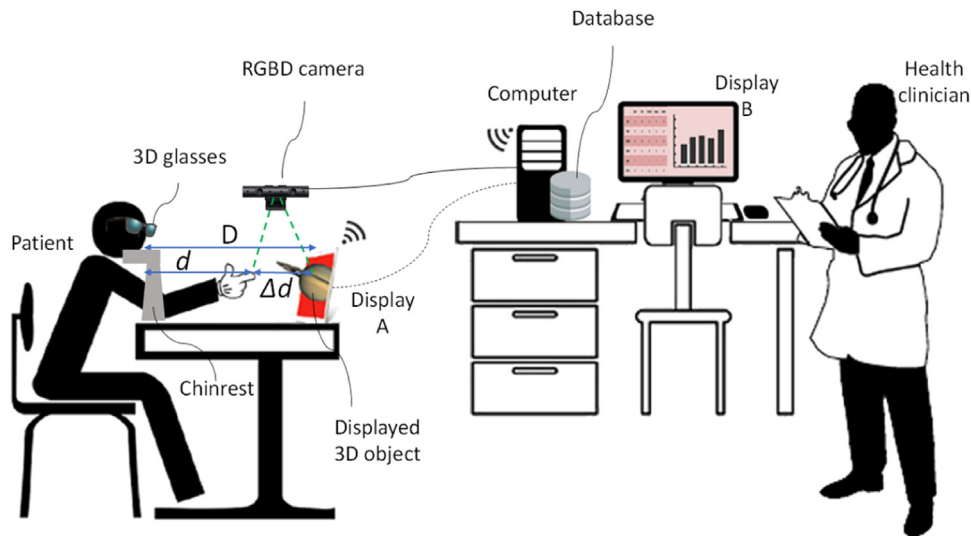 Database
RGBD camera
Computer
Display
B
Health
clinician
3D glasses
Patient
D
d
Δd
Display
A
Chinrest
Displayed
3D object